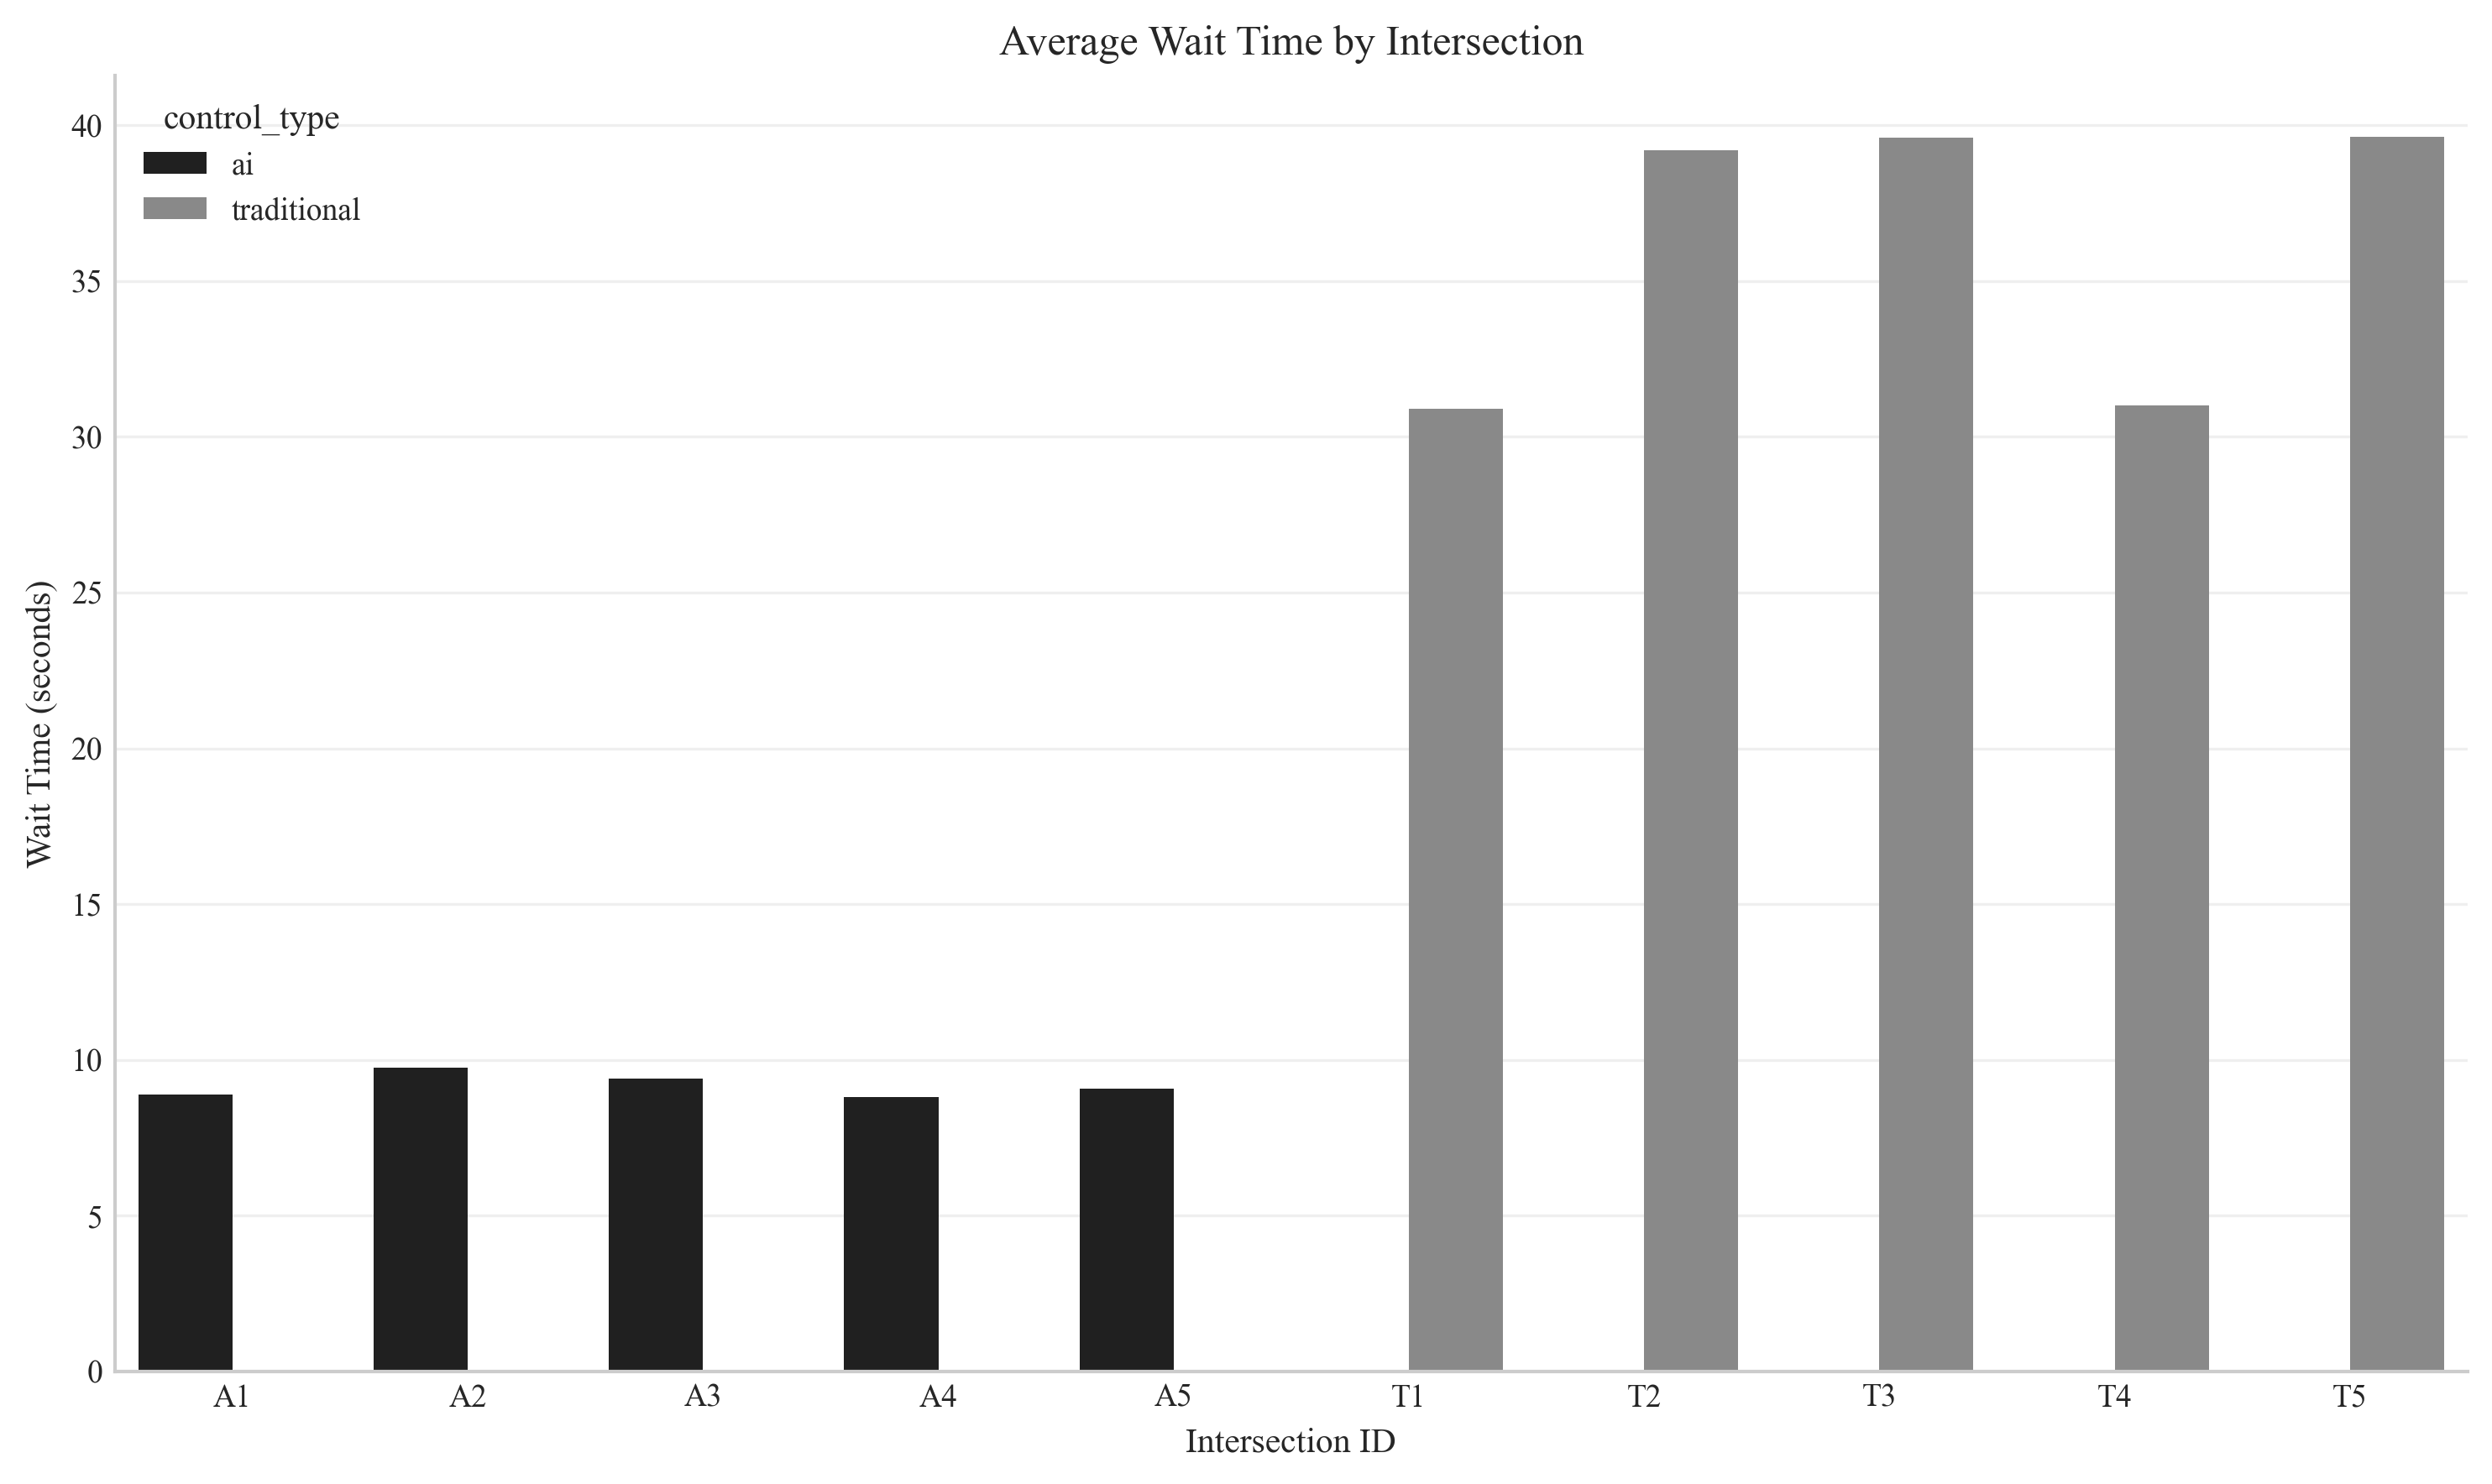 Average Wait Time by Intersection
control_type
ai
traditional
40
35
30
25
20
15
10
5
0
Wait Time (seconds)
A1 A2 A3 A4 A5 T1 T2 T3 T4 T5
Intersection ID